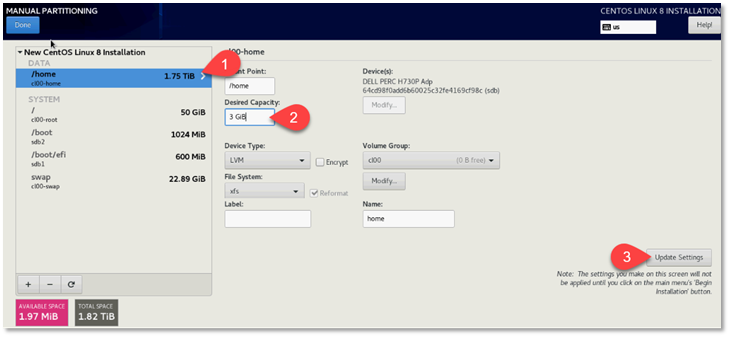 MANUAL PARTITIONING
CENTOS LINUX 8 INSTALLATION
Done
us
Help!
New CentOS Linux 8 Installation
DATA
/home
cl00-home
1.75 TiB
1
SYSTEM
/
cl00-root
50 GiB
/boot
sdb2
1024 MiB
/boot/efi
sdb1
600 MiB
swap
cl00-swap
22.89 GiB
+
-
AVAILABLE SPACE
1.97 MiB
TOTAL SPACE
1.82 TiB
00-home
Point:
/home
Desired Capacity:
3 GiB
2
Device(s):
DELL PERC H730P Adp
64cd98f0add6b60025c32fe4169cf98c (sdb)
Modify...
Device Type:
LVM
Encrypt
Volume Group:
cl00 (0 B free)
File System:
xfs
Reformat
Modify...
Label:
Name:
home
3
Update Settings
Note: The settings you make on this screen will not
be applied until you click on the main menu's 'Begin
Installation' button.